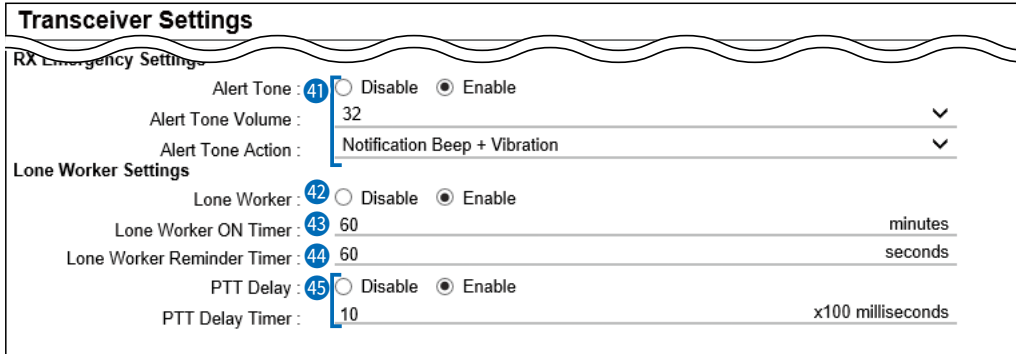 Transceiver Settings
RX Emergency Settings
Alert Tone : 41 Disable Enable
Alert Tone Volume : 32
Alert Tone Action : Notification Beep + Vibration
Lone Worker Settings
Lone Worker : 42 Disable Enable
Lone Worker ON Timer : 43 60 minutes
Lone Worker Reminder Timer : 44 60 seconds
PTT Delay : 45 Disable Enable
PTT Delay Timer : 10 x100 milliseconds